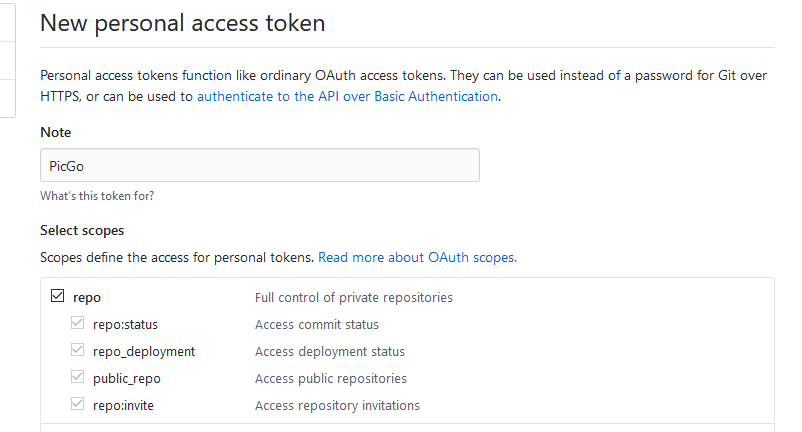 New personal access token
Personal access tokens function like ordinary OAuth access tokens. They can be used instead of a password for Git over
HTTPS, or can be used to authenticate to the API over Basic Authentication.
Note
PicGo
What's this token for?
Select scopes
Scopes define the access for personal tokens. Read more about OAuth scopes.
repo Full control of private repositories
repo:status Access commit status
repo_deployment Access deployment status
public_repo Access public repositories
repo:invite Access repository invitations